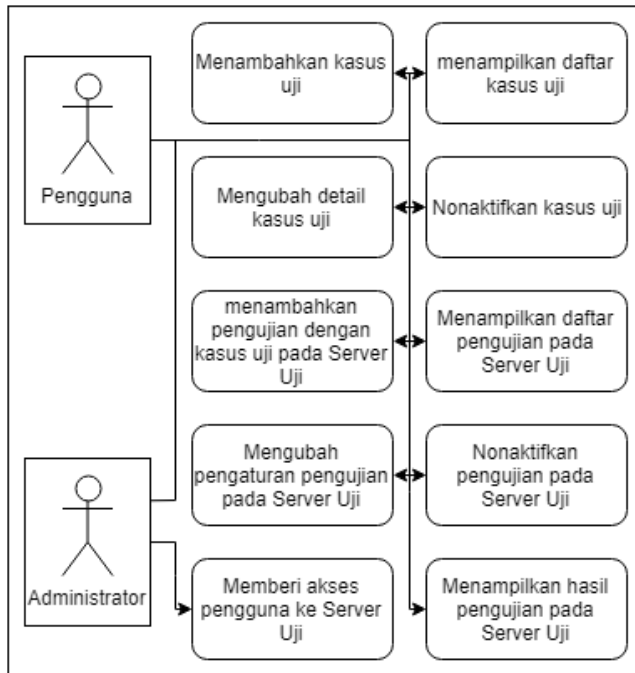 Menambahkan kasus
uji
menampilkan daftar
kasus uji
Pengguna
Mengubah detail
kasus uji
Nonaktifkan kasus uji
menambahkan
pengujian dengan
kasus uji pada Server
Uji
Menampilkan daftar
pengujian pada
Server Uji
Mengubah
pengaturan pengujian
pada Server Uji
Nonaktifkan
pengujian pada
Server Uji
Administrator
Memberi akses
pengguna ke Server
Uji
Menampilkan hasil
pengujian pada
Server Uji